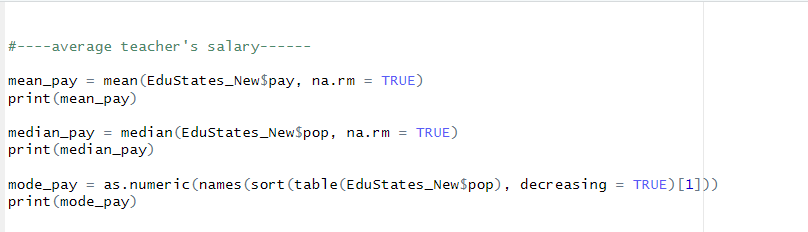 #----average teacher's salary------
mean_pay = mean(EduStates_New$pay, na.rm = TRUE)
print(mean_pay)
median_pay = median(EduStates_New$pop, na.rm = TRUE)
print(median_pay)
mode_pay = as.numeric(names(sort(table(EduStates_New$pop), decreasing = TRUE)[1]))
print(mode_pay)